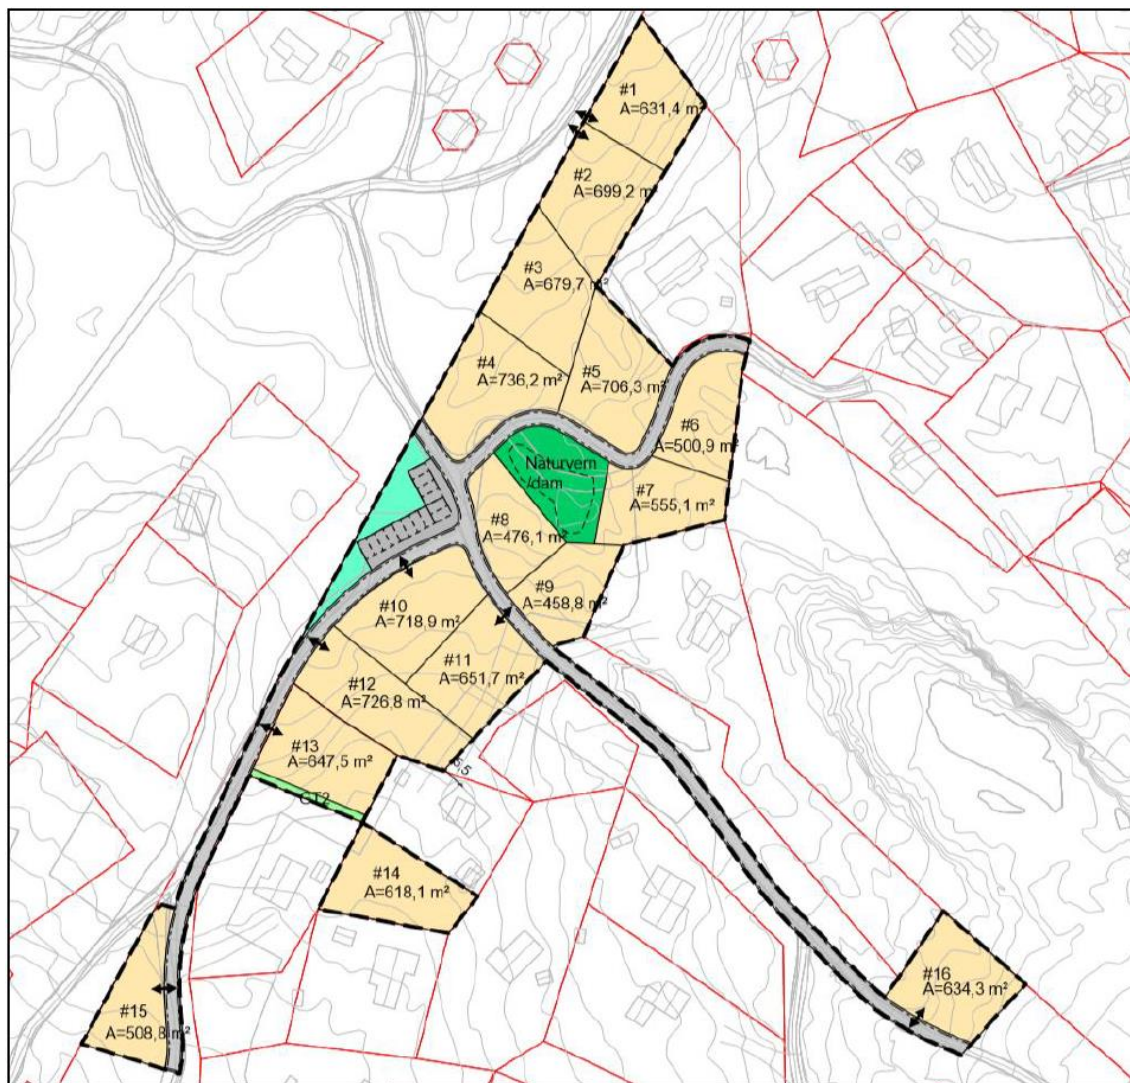 #1
A=631,4 m²
#2
A=699,2 m²
#3
A=679,7 m²
#4
A=736,2 m²
#5
A=706,3 m²
#6
A=500,9 m²
Naturvern
/dam
#7
A=555,1 m²
#8
A=476,1 m²
#9
A=458,8 m²
#10
A=718,9 m²
#11
A=651,7 m²
#12
A=726,8 m²
#13
A=647,5 m²
5,5
GT2
#14
A=618,1 m²
#16
A=634,3 m²
#15
A=508,8 m²